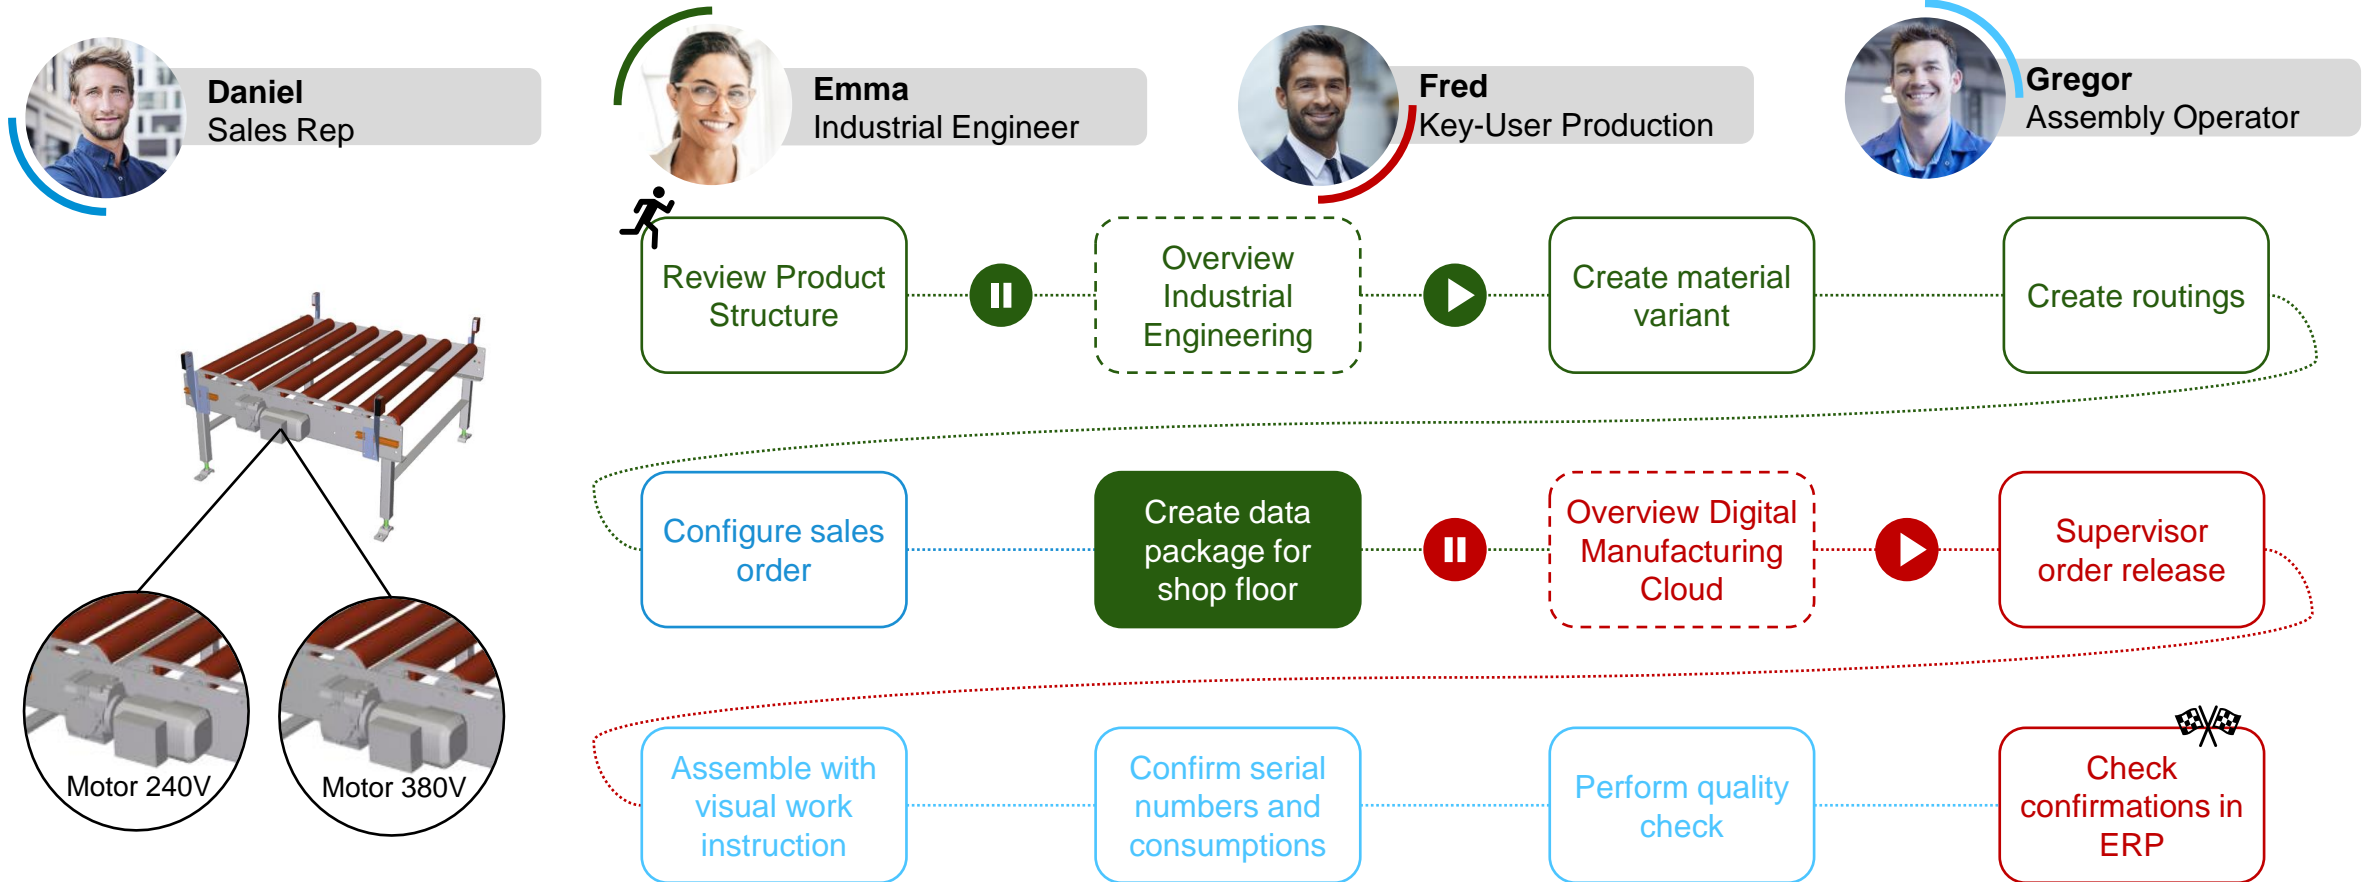 Daniel
Sales Rep
Emma
Industrial Engineer
Fred
Key-User Production
Gregor
Assembly Operator
Review Product
Structure
Overview
Industrial
Engineering
Create material
variant
Create routings
Configure sales
order
Create data
package for
shop floor
Overview Digital
Manufacturing
Cloud
Supervisor
order release
Motor 240V
Motor 380V
Assemble with
visual work
instruction
Confirm serial
numbers and
consumptions
Perform quality
check
Check
confirmations in
ERP